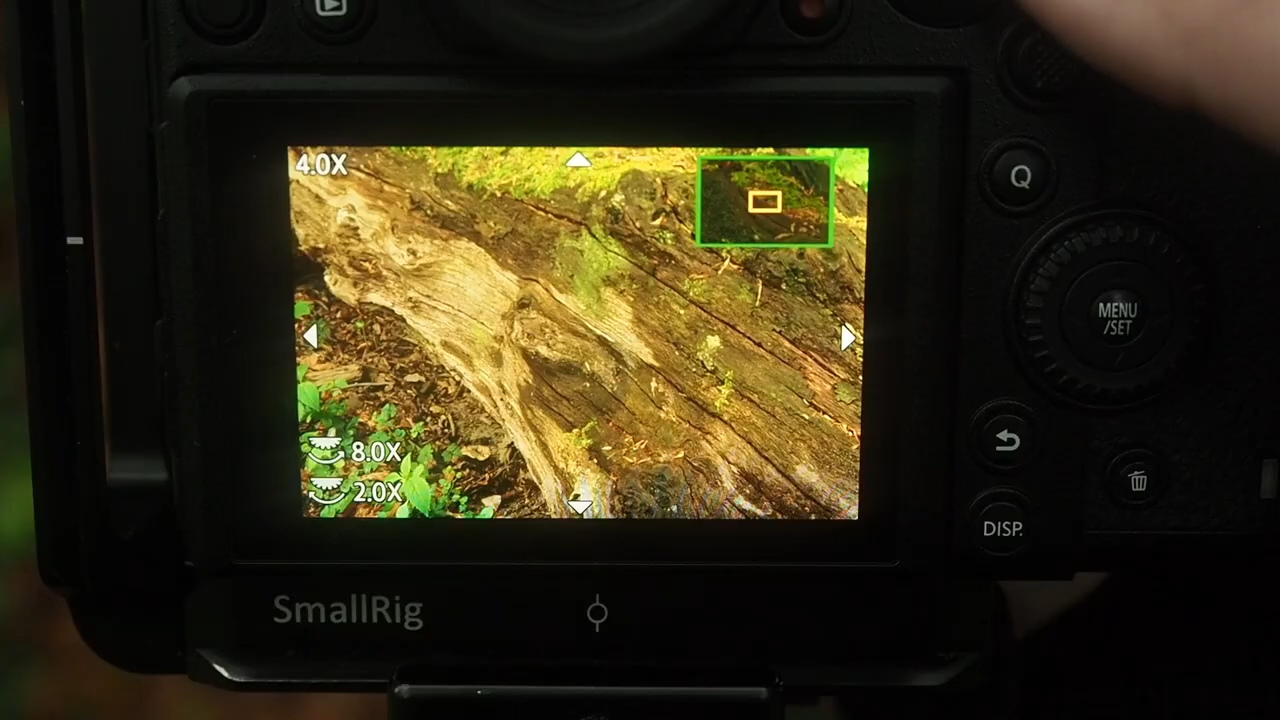 4.0X
Q
MENU
/SET
8.0X
2.0X
DISP.
SmallRig